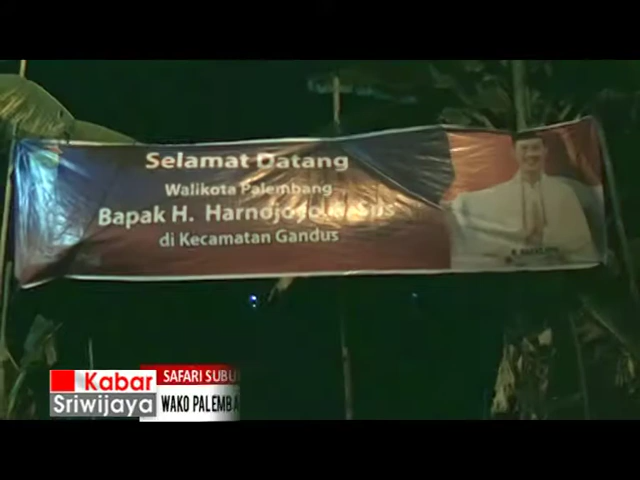 Selamat Datang
Walikota Palembang
Bapak H. Harnojoyo
di Kecamatan Gandus
Kabar
Sriwijaya
SAFARI SUBU
WAKO PALEMBA